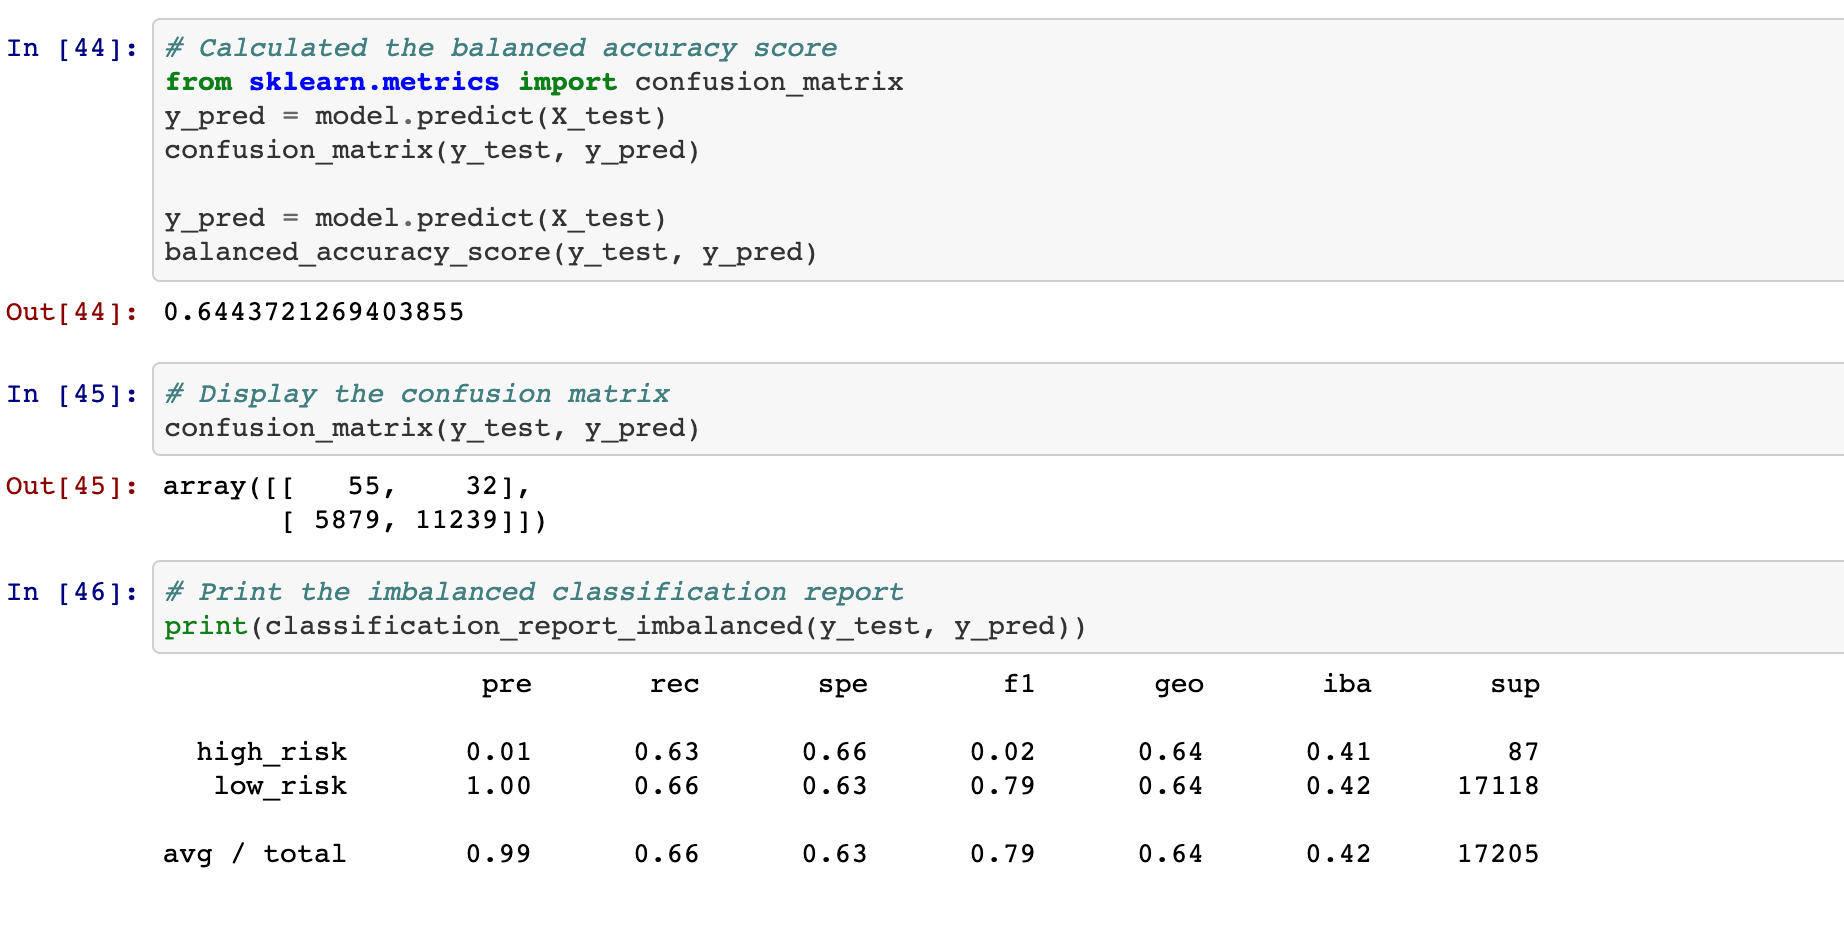 In [44]: # Calculated the balanced accuracy score
from sklearn.metrics import confusion_matrix
y_pred = model.predict(X_test)
confusion_matrix(y_test, y_pred)
y_pred = model.predict(X_test)
balanced_accuracy_score(y_test, y_pred)
Out[44]: 0.6443721269403855
In [45]: # Display the confusion matrix
confusion_matrix(y_test, y_pred)
Out[45]: array([[   55,    32],
       [ 5879, 11239]])
In [46]: # Print the imbalanced classification report
print(classification_report_imbalanced(y_test, y_pred))
pre rec spe f1 geo iba sup
high_risk 0.01 0.63 0.66 0.02 0.64 0.41 87
low_risk 1.00 0.66 0.63 0.79 0.64 0.42 17118
avg / total 0.99 0.66 0.63 0.79 0.64 0.42 17205